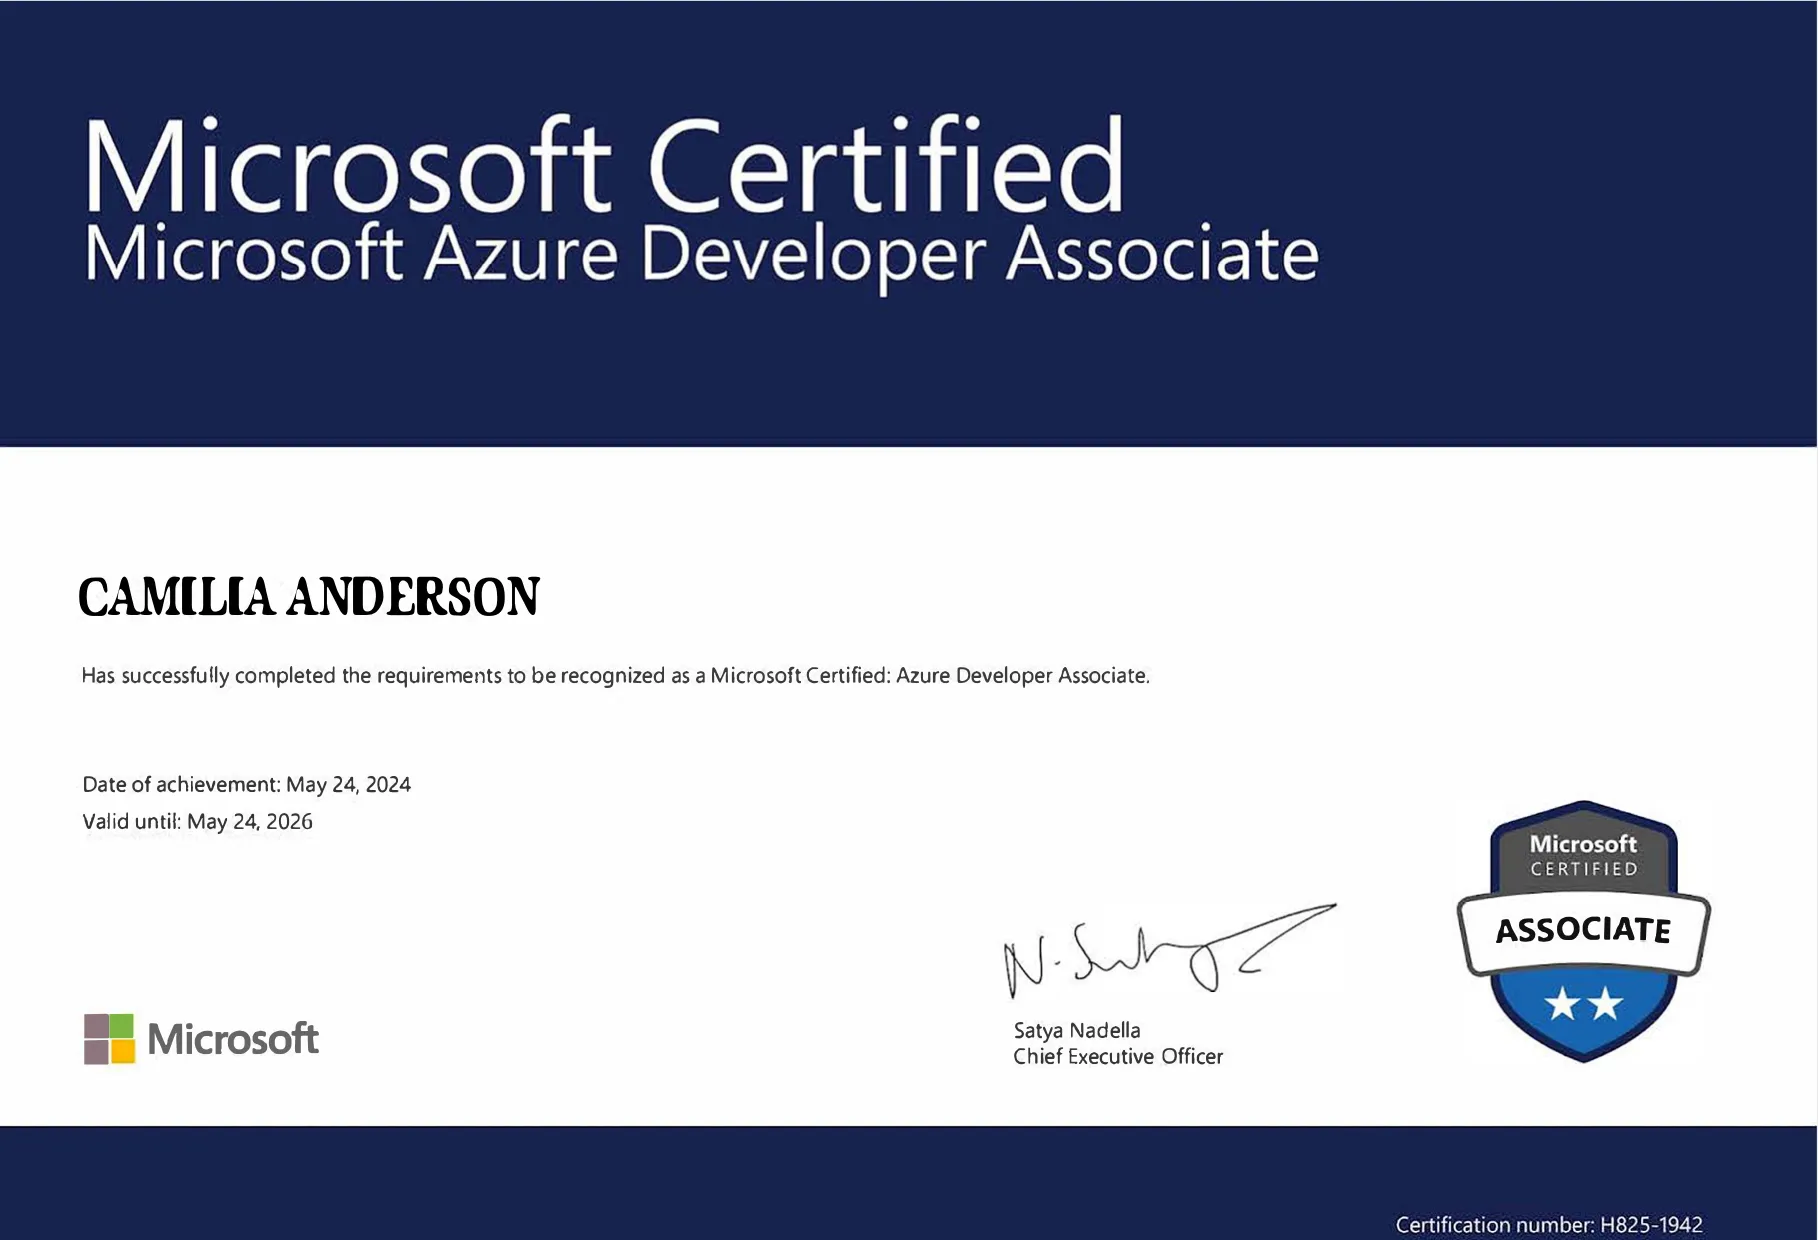 Microsoft Certified
Microsoft Azure Developer Associate
CAMILIA ANDERSON
Has successfully completed the requirements to be recognized as a Microsoft Certified: Azure Developer Associate.
Date of achievement: May 24, 2024
Valid until: May 24, 2026
Microsoft
CERTIFIED
ASSOCIATE
N. Satya
Satya Nadella
Chief Executive Officer
Microsoft
Certification number: H825-1942